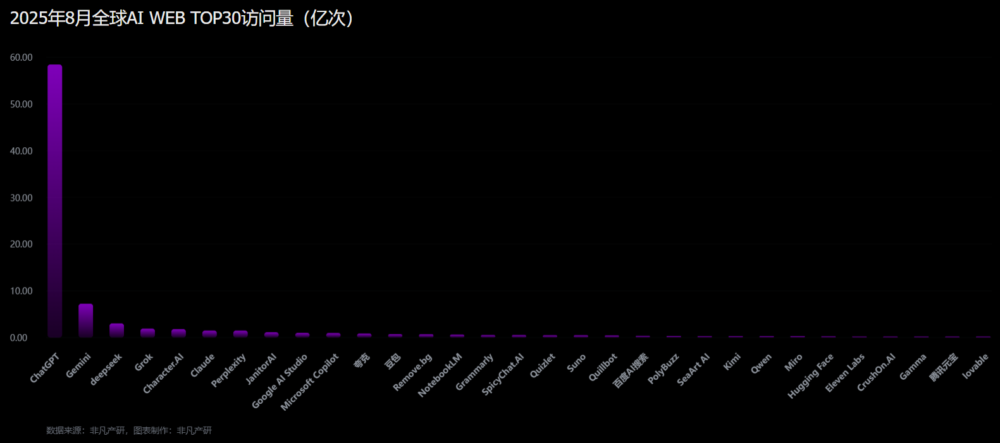 2025年8月全球AI WEB TOP30访问量（亿次）
60.00
50.00
40.00
30.00
20.00
10.00
0.00
ChatGPT
Gemini
deepseek
Grok
Character.AI
Claude
Perplexity
JanitorAI
Google AI Studio
Microsoft Copilot
夸克
豆包
Remove.bg
NotebookLM
Grammarly
SpicyChat.AI
Quizlet
Suno
Quillbot
百度AI搜索
PolyBuzz
SeaArt AI
Kimi
Qwen
Miro
Hugging Face
Eleven Labs
CrushOn.AI
Gamma
腾讯元宝
lovable
数据来源：非凡产研，图表制作：非凡产研